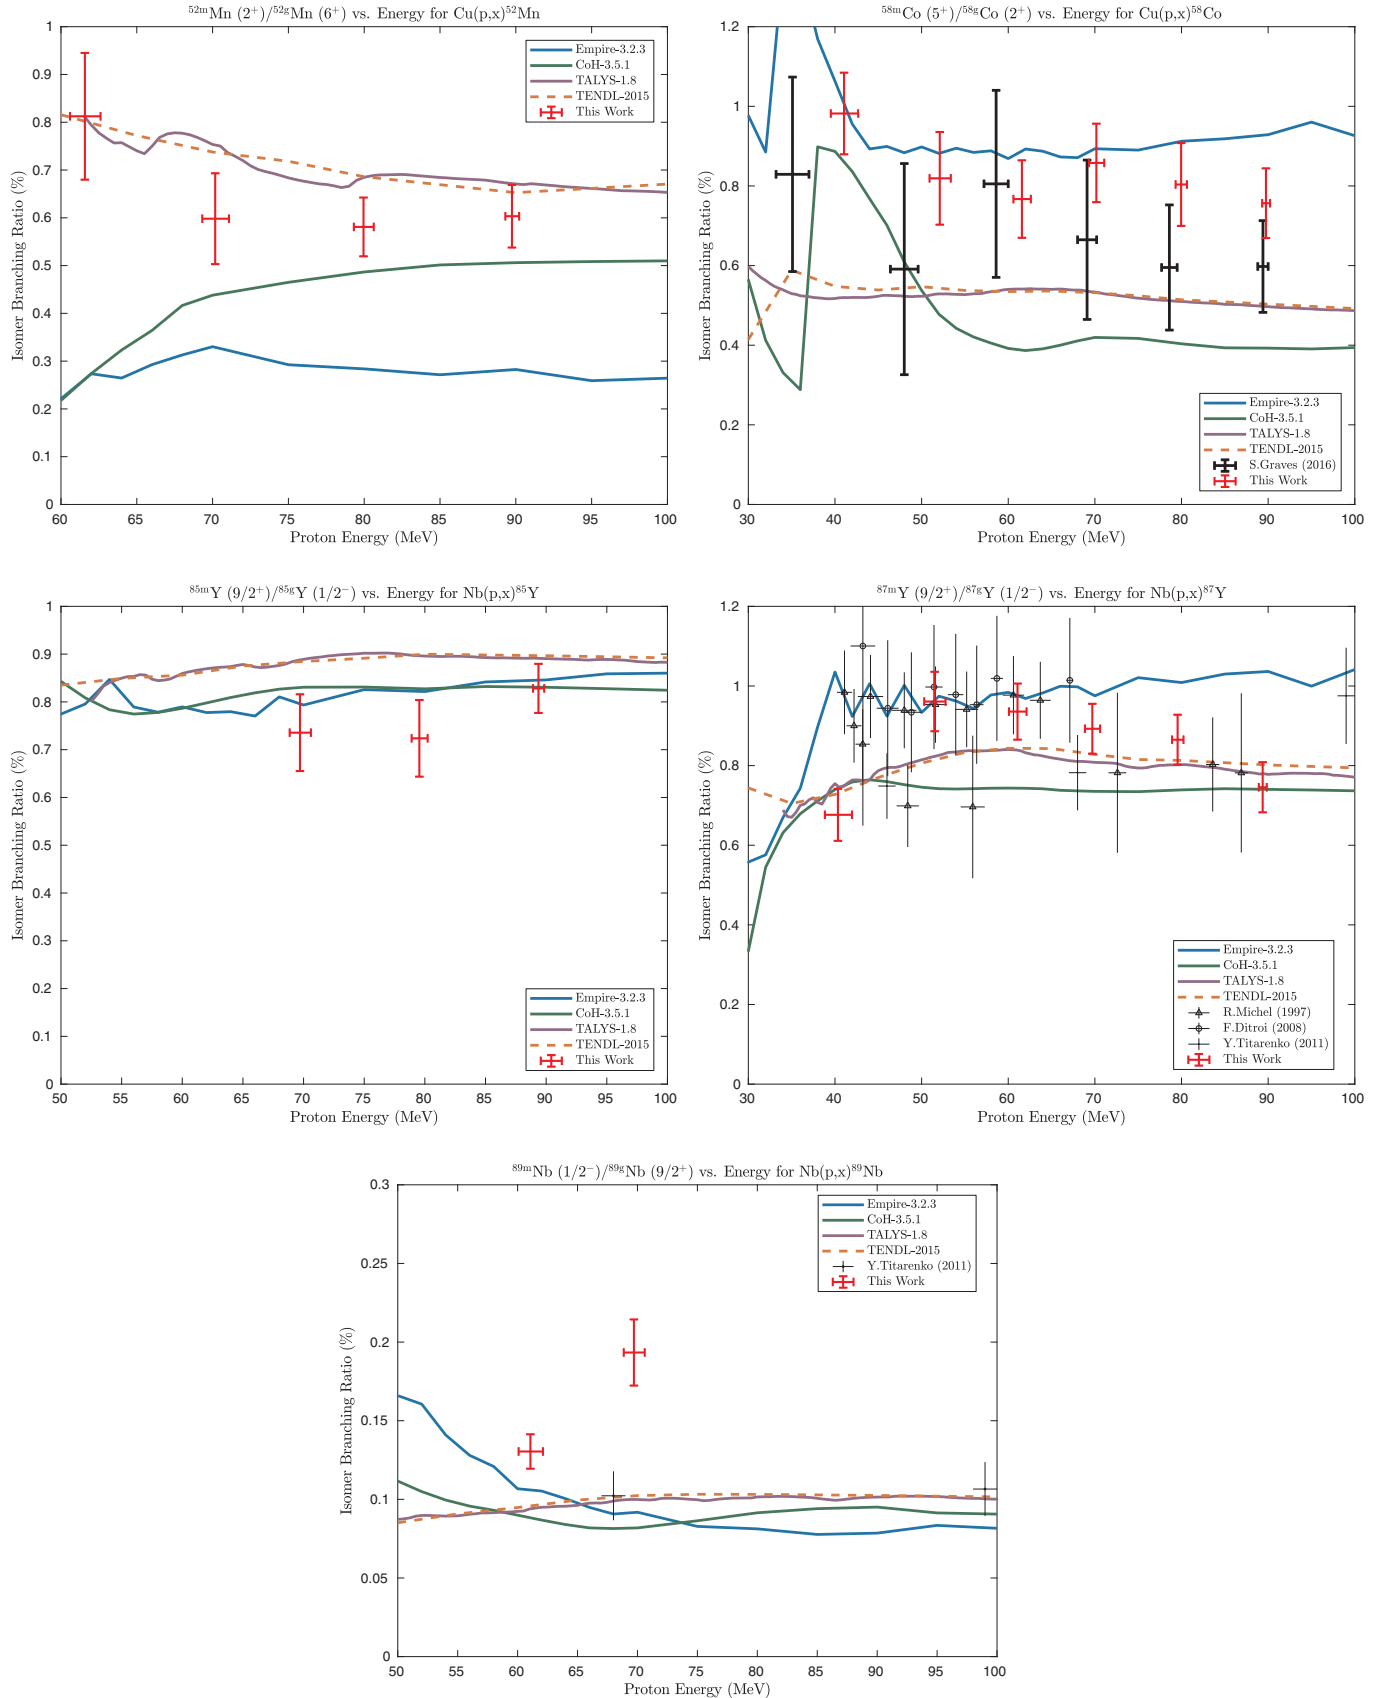 ⁵²ᵐMn (2⁺)/⁵²ᵍMn (6⁺) vs. Energy for Cu(p,x)⁵²Mn
Isomer Branching Ratio (%)
1
0.9
0.8
0.7
0.6
0.5
0.4
0.3
0.2
0.1
0
Empire-3.2.3
CoH-3.5.1
TALYS-1.8
TENDL-2015
This Work
60 65 70 75 80 85 90 95 100
Proton Energy (MeV)
⁵⁸ᵐCo (5⁺)/⁵⁸ᵍCo (2⁺) vs. Energy for Cu(p,x)⁵⁸Co
Isomer Branching Ratio (%)
1.2
1
0.8
0.6
0.4
0.2
0
Empire-3.2.3
CoH-3.5.1
TALYS-1.8
TENDL-2015
S.Graves (2016)
This Work
30 40 50 60 70 80 90 100
Proton Energy (MeV)
⁸⁵ᵐY (9/2⁺)/⁸⁵ᵍY (1/2⁻) vs. Energy for Nb(p,x)⁸⁵Y
Isomer Branching Ratio (%)
1
0.9
0.8
0.7
0.6
0.5
0.4
0.3
0.2
0.1
0
Empire-3.2.3
CoH-3.5.1
TALYS-1.8
TENDL-2015
This Work
50 55 60 65 70 75 80 85 90 95 100
Proton Energy (MeV)
⁸⁷ᵐY (9/2⁺)/⁸⁷ᵍY (1/2⁻) vs. Energy for Nb(p,x)⁸⁷Y
Isomer Branching Ratio (%)
1.2
1
0.8
0.6
0.4
0.2
0
Empire-3.2.3
CoH-3.5.1
TALYS-1.8
TENDL-2015
R.Michel (1997)
F.Ditroi (2008)
Y.Titarenko (2011)
This Work
30 40 50 60 70 80 90 100
Proton Energy (MeV)
⁸⁹ᵐNb (1/2⁻)/⁸⁹ᵍNb (9/2⁺) vs. Energy for Nb(p,x)⁸⁹Nb
Isomer Branching Ratio (%)
0.3
0.25
0.2
0.15
0.1
0.05
0
Empire-3.2.3
CoH-3.5.1
TALYS-1.8
TENDL-2015
Y.Titarenko (2011)
This Work
50 55 60 65 70 75 80 85 90 95 100
Proton Energy (MeV)